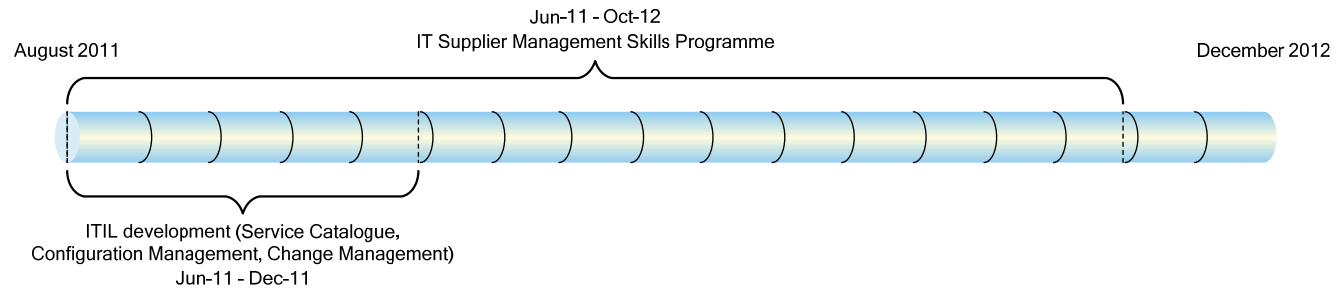 Jun-11 - Oct-12
IT Supplier Management Skills Programme
August 2011
December 2012
ITIL development (Service Catalogue,
Configuration Management, Change Management)
Jun-11 - Dec-11